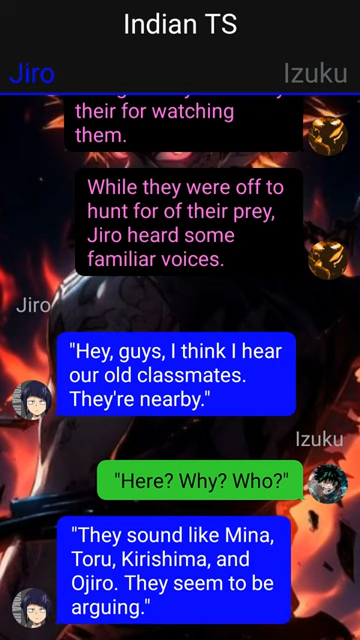 Indian TS
Jiro
Izuku
their for watching
them.
While they were off to
hunt for of their prey,
Jiro heard some
familiar voices.
Jiro
"Hey, guys, I think I hear
our old classmates.
They're nearby."
Izuku
"Here? Why? Who?"
"They sound like Mina,
Toru, Kirishima, and
Ojiro. They seem to be
arguing."